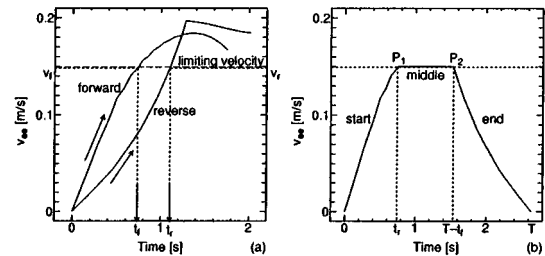 0.2
v_f
0.1
0
v_ee [m/s]
forward
reverse
limiting velocity
v_f
0
t_f
1
t_r
2
Time [s]
(a)
0.2
0.1
0
v_ee [m/s]
P_1
P_2
start
middle
end
0
t_r
1
T-t_f
2
T
Time [s]
(b)